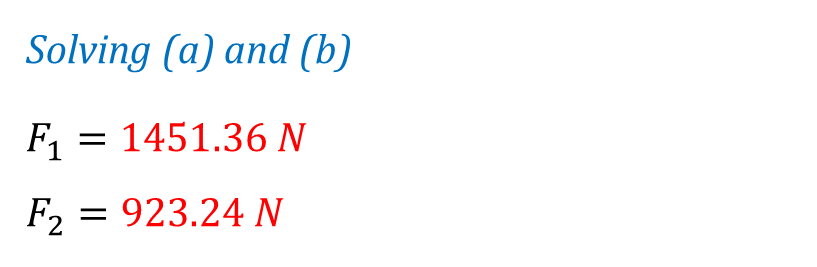 Solving (a) and (b)
F₁ = 1451.36 N
F₂ = 923.24 N